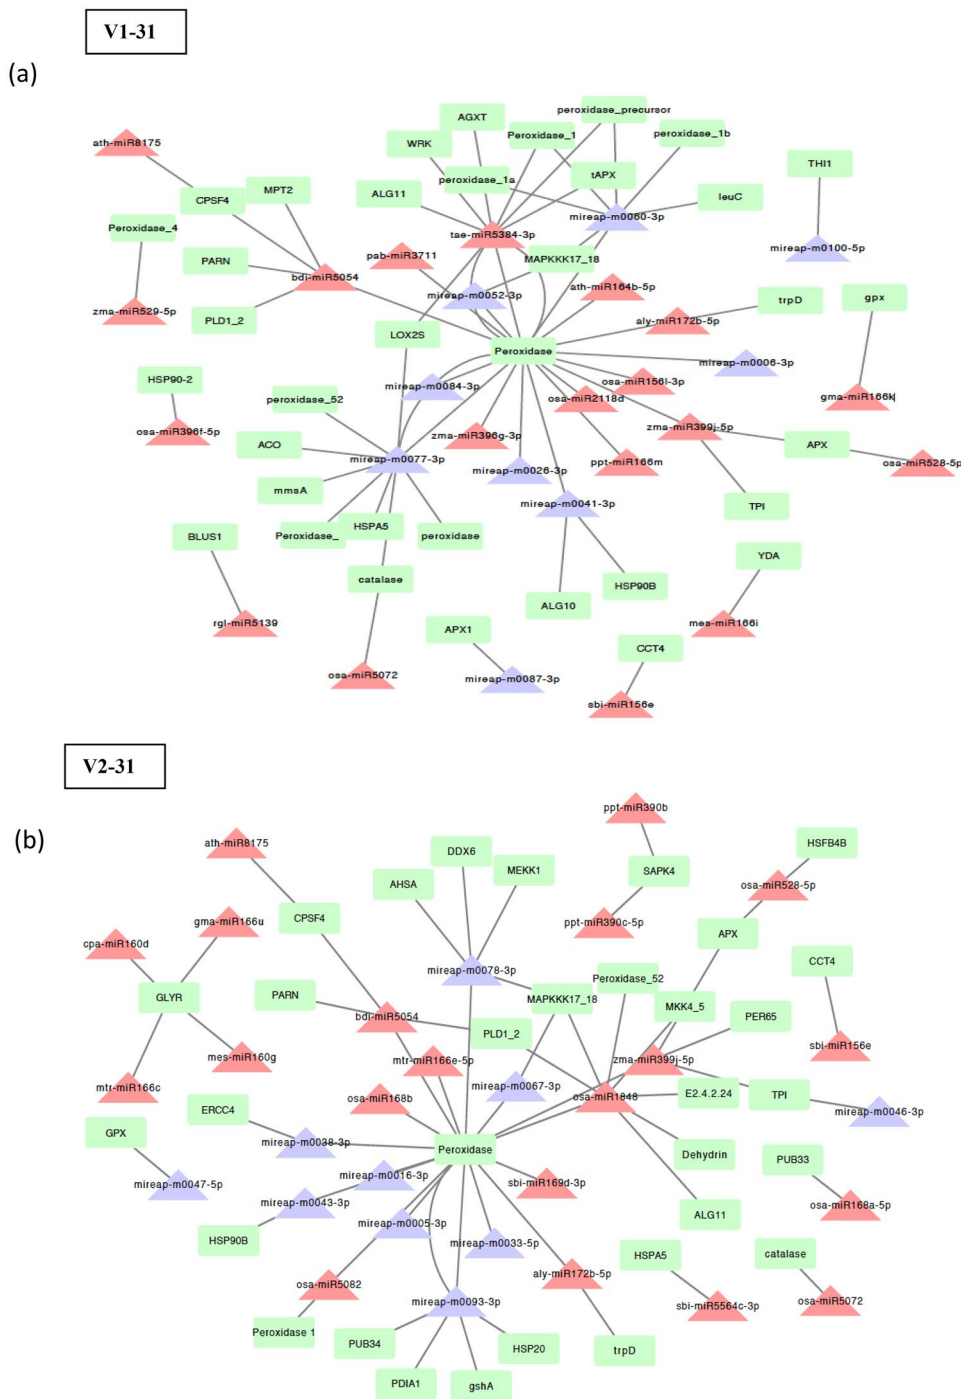 V1-31
(a)
AGXT
peroxidase_precursor
WRK
Peroxidase_1
peroxidase_1b
ath-miR8175
THI1
MPT2
peroxidase_1a
tAPX
CPSF4
ALG11
leuC
Peroxidase_4
mireap-m0060-3p
tae-miR5384-3p
mireap-m0100-5p
PARN
pab-miR3711
MAPKKK17_18
bdi-miR5054
ath-miR164b-5p
mireap-m0052-3p
trpD
gpx
zma-miR529-5p
PLD1_2
aly-miR172b-5p
LOX2S
Peroxidase
mireap-m0006-3p
HSP90-2
mireap-m0084-3p
osa-miR156l-3p
gma-miR166kj
peroxidase_52
osa-miR2118d
osa-miR396f-5p
zma-miR396g-3p
zma-miR399j-5p
ACO
APX
mireap-m0077-3p
mireap-m0026-3p
ppt-miR166m
osa-miR528-5p
mmsA
mireap-m0041-3p
TPI
HSPA5
BLUS1
Peroxidase_
peroxidase
YDA
catalase
HSP90B
ALG10
rgl-miR5139
APX1
mes-miR166i
CCT4
osa-miR5072
mireap-m0087-3p
sbi-miR156e
V2-31
(b)
ppt-miR390b
ath-miR8175
DDX6
HSFB4B
MEKK1
SAPK4
AHSA
osa-miR528-5p
CPSF4
gma-miR166u
ppt-miR390c-5p
APX
cpa-miR160d
CCT4
mireap-m0078-3p
Peroxidase_52
GLYR
PARN
MAPKKK17_18
MKK4_5
bdi-miR5054
PER65
PLD1_2
sbi-miR156e
mes-miR160g
mtr-miR166e-5p
zma-miR399j-5p
mtr-miR166c
mireap-m0067-3p
E2.4.2.24
TPI
osa-miR168b
osa-miR1848
ERCC4
mireap-m0046-3p
GPX
mireap-m0038-3p
Peroxidase
Dehydrin
PUB33
mireap-m0047-5p
mireap-m0016-3p
sbi-miR169d-3p
mireap-m0043-3p
osa-miR168a-5p
mireap-m0005-3p
ALG11
HSP90B
mireap-m0033-5p
HSPA5
catalase
osa-miR5082
aly-miR172b-5p
mireap-m0093-3p
sbi-miR5564c-3p
osa-miR5072
Peroxidase 1
PUB34
HSP20
trpD
PDIA1
gshA